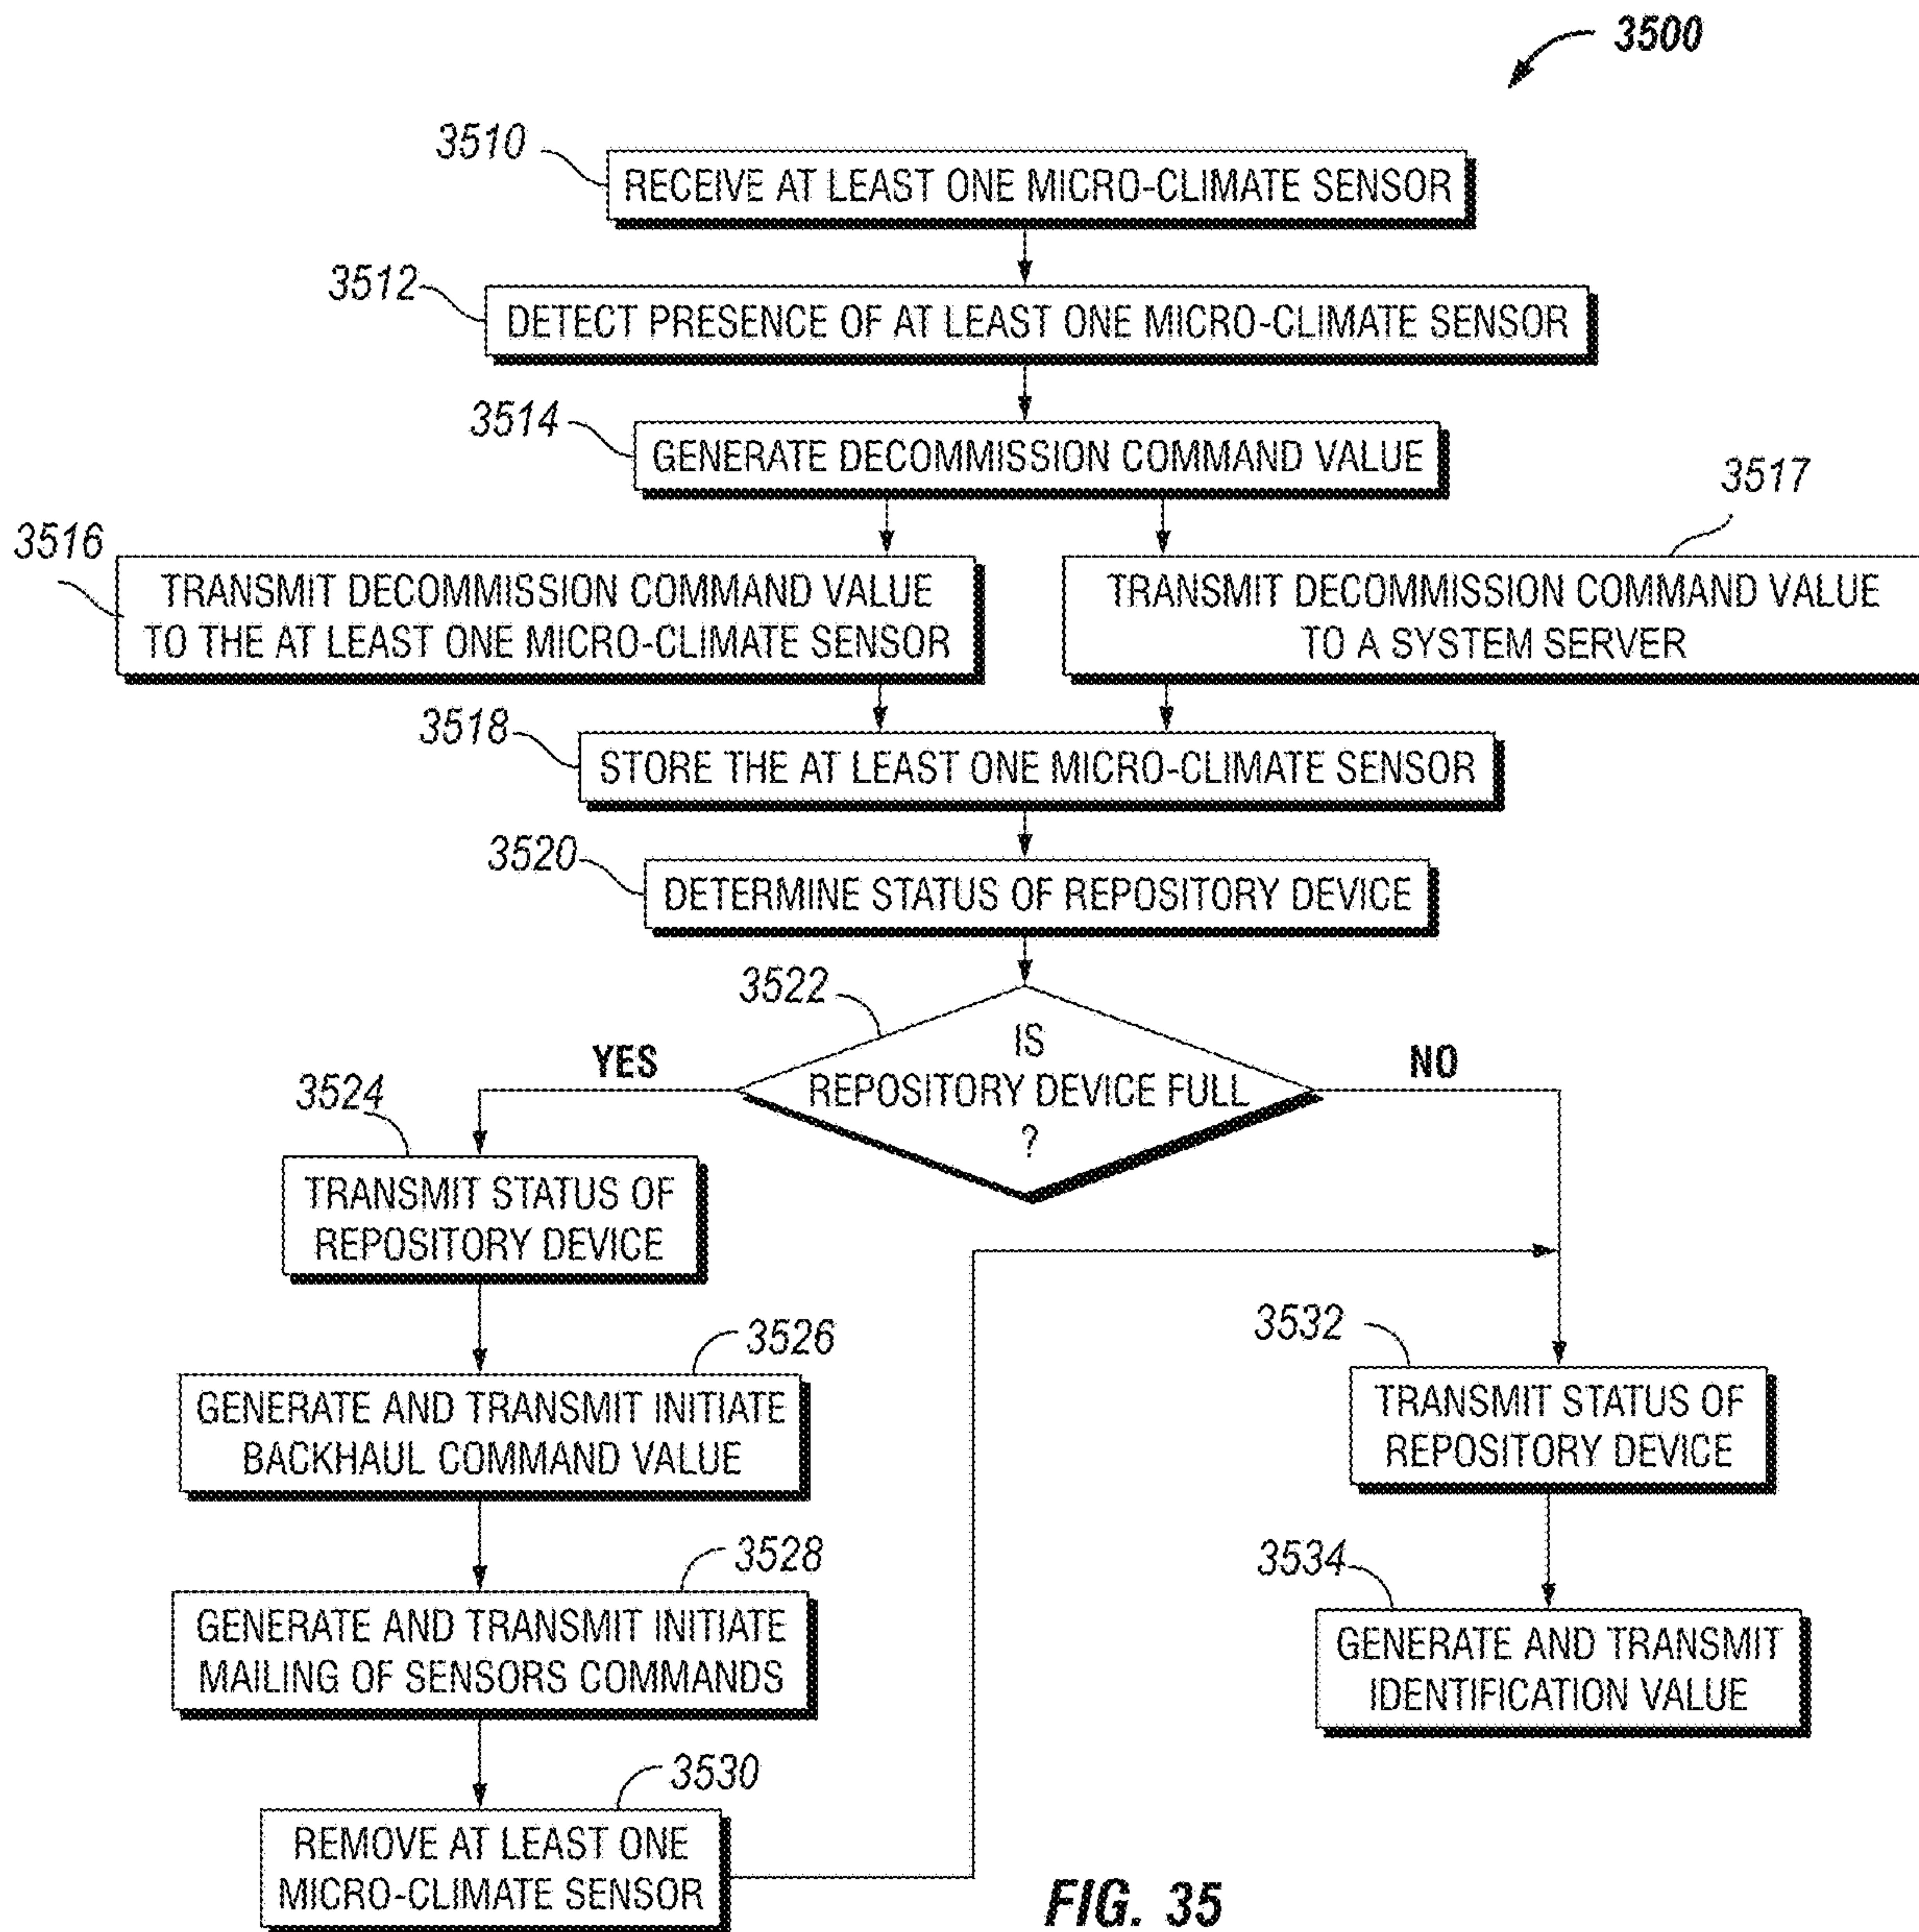 3500
3510
RECEIVE AT LEAST ONE MICRO-CLIMATE SENSOR
3512
DETECT PRESENCE OF AT LEAST ONE MICRO-CLIMATE SENSOR
3514
GENERATE DECOMMISSION COMMAND VALUE
3516
TRANSMIT DECOMMISSION COMMAND VALUE
TO THE AT LEAST ONE MICRO-CLIMATE SENSOR
3517
TRANSMIT DECOMMISSION COMMAND VALUE
TO A SYSTEM SERVER
3518
STORE THE AT LEAST ONE MICRO-CLIMATE SENSOR
3520
DETERMINE STATUS OF REPOSITORY DEVICE
3522
IS
REPOSITORY DEVICE FULL
?
YES
NO
3524
TRANSMIT STATUS OF
REPOSITORY DEVICE
3526
GENERATE AND TRANSMIT INITIATE
BACKHAUL COMMAND VALUE
3528
GENERATE AND TRANSMIT INITIATE
MAILING OF SENSORS COMMANDS
3530
REMOVE AT LEAST ONE
MICRO-CLIMATE SENSOR
3532
TRANSMIT STATUS OF
REPOSITORY DEVICE
3534
GENERATE AND TRANSMIT
IDENTIFICATION VALUE
FIG. 35